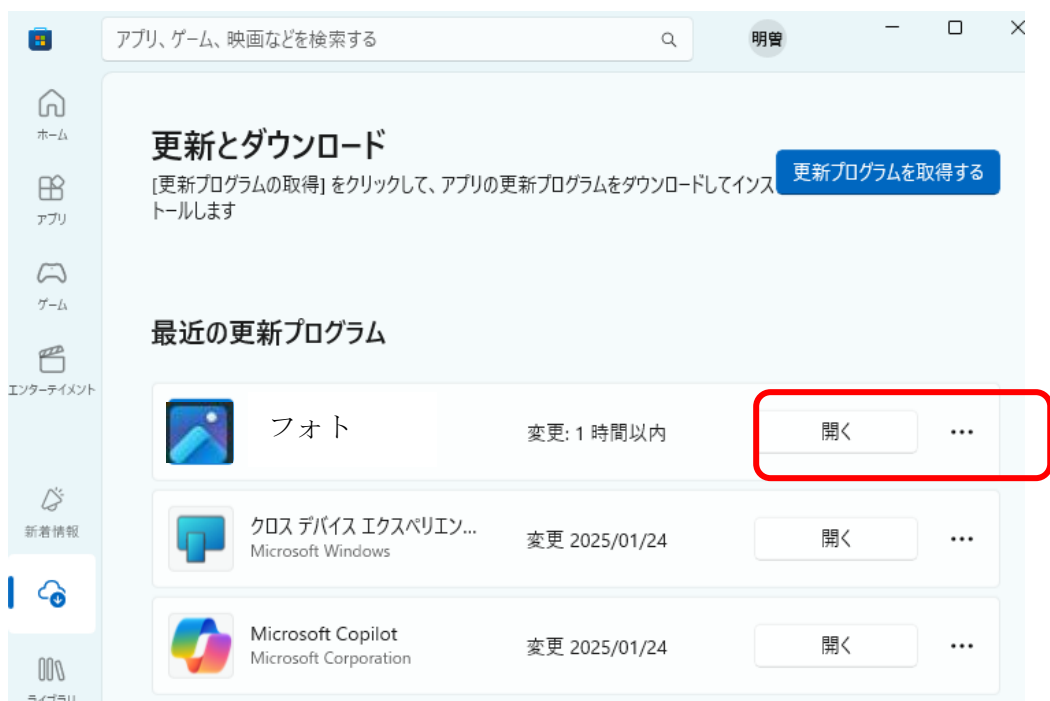 アプリ、ゲーム、映画などを検索する
明曽
ホーム
アプリ
ゲーム
エンターテイメント
新着情報
ライブラリ
更新とダウンロード
[更新プログラムの取得] をクリックして、アプリの更新プログラムをダウンロードしてインス
トールします
更新プログラムを取得する
最近の更新プログラム
フォト
変更: 1 時間以内
開く
クロス デバイス エクスペリエン...
Microsoft Windows
変更 2025/01/24
開く
Microsoft Copilot
Microsoft Corporation
変更 2025/01/24
開く